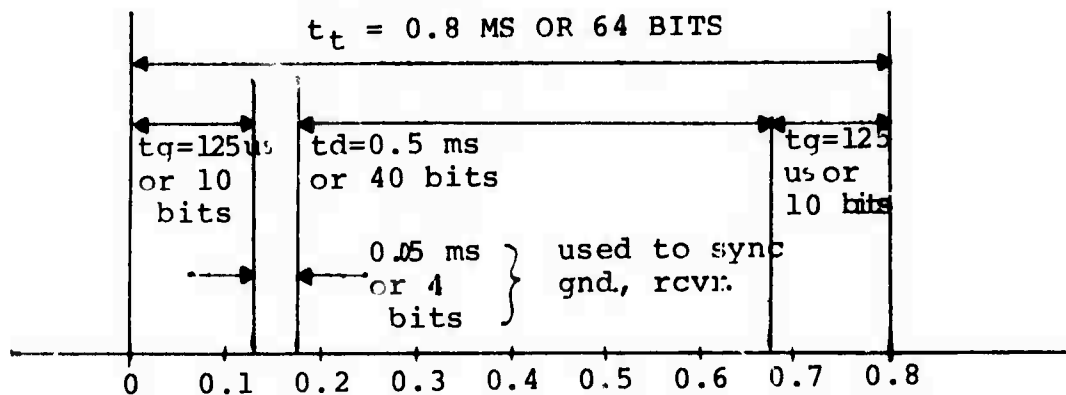 t_t = 0.8 MS OR 64 BITS
tg=125us
or 10
bits
td=0.5 ms
or 40 bits
tg=125
us or
10 bits
0.05 ms
or 4
bits
used to sync
gnd., rcvr.
0 0.1 0.2 0.3 0.4 0.5 0.6 0.7 0.8